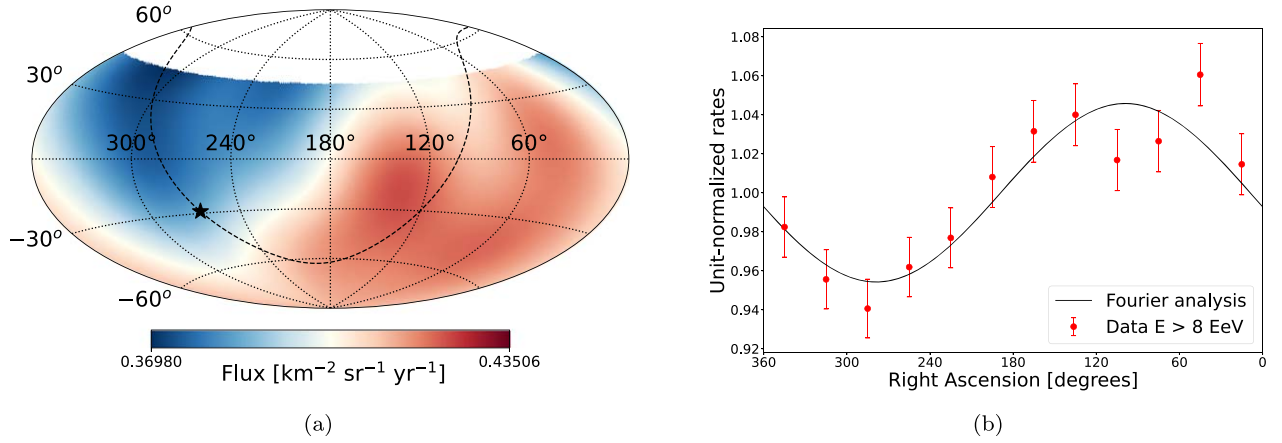 60°
30°
300° 240° 180° 120° 60°
−30°
−60°
0.36980 0.43506
Flux [km⁻² sr⁻¹ yr⁻¹]
(a)
Unit-normalized rates
1.08
1.06
1.04
1.02
1.00
0.98
0.96
0.94
0.92
Fourier analysis
Data E > 8 EeV
360 300 240 180 120 60 0
Right Ascension [degrees]
(b)